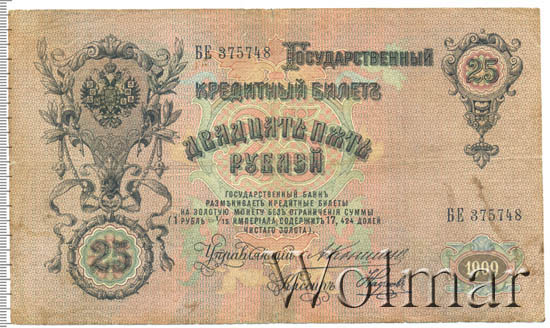 БЕ 375748
Государственный
25
Кредитный Билетъ
Двадцать пять
рублей
Государственный Банкъ
размѣниваетъ кредитные билеты
на золотую монету безъ ограниченія суммы
(1 рубль = 1/15 империала, содержитъ 17,424 долей
чистаго золота).
БЕ 375748
Управляющій
25
1909
Кассиръ
Wolmar